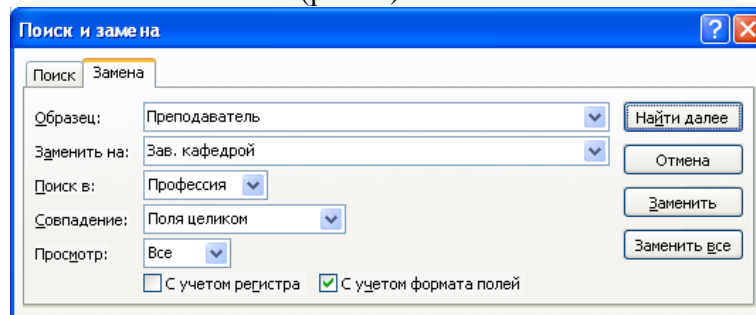 Поиск и замена
Поиск Замена
Образец: Преподаватель Найти далее
Заменить на: Зав. кафедрой Отмена
Поиск в: Профессия
Заменить
Совпадение: Поля целиком
Просмотр: Все Заменить все
С учетом регистра С учетом формата полей